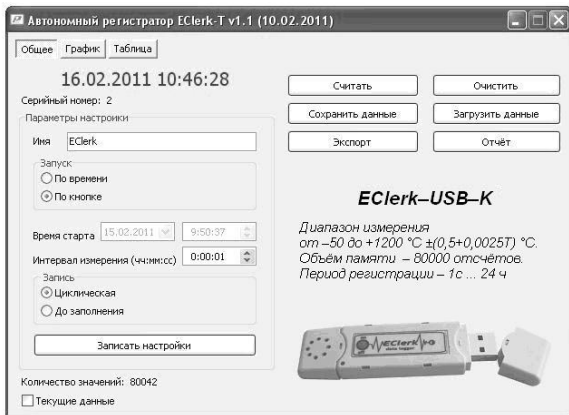 Автономный регистратор EClerk-T v1.1 (10.02.2011)
Общее График Таблица
16.02.2011 10:46:28
Серийный номер: 2
Параметры настройки
Имя EClerk
Запуск
По времени
По кнопке
Время старта 15.02.2011 9:50:37
Интервал измерения (чч:мм:сс) 0:00:01
Запись
Циклическая
До заполнения
Записать настройки
Количество значений: 80042
Текущие данные
Считать Очистить
Сохранить данные Загрузить данные
Экспорт Отчёт
EClerk–USB–K
Диапазон измерения
от –50 до +1200 °C ±(0,5+0,0025T) °C.
Объём памяти – 80000 отсчётов.
Период регистрации – 1с ... 24 ч
EClerk